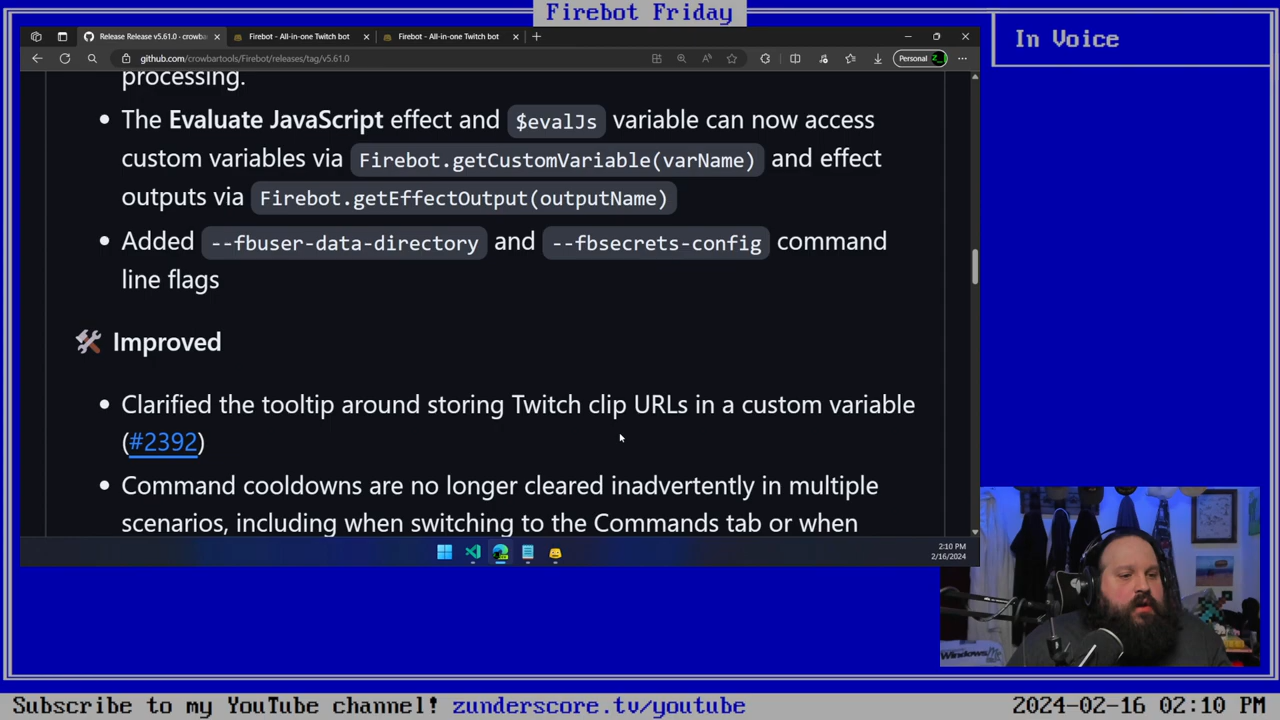 Firebot Friday
In Voice
Release Release v5.61.0 · crowbar
Firebot - All-in-one Twitch bot
Firebot - All-in-one Twitch bot
github.com/crowbartools/Firebot/releases/tag/v5.61.0
Personal
processing.
The Evaluate JavaScript effect and $evalJs variable can now access
custom variables via Firebot.getCustomVariable(varName) and effect
outputs via Firebot.getEffectOutput(outputName)
Added --fbuser-data-directory and --fbsecrets-config command
line flags
Improved
Clarified the tooltip around storing Twitch clip URLs in a custom variable
(#2392)
Command cooldowns are no longer cleared inadvertently in multiple
scenarios, including when switching to the Commands tab or when
2:10 PM
2/16/2024
Subscribe to my YouTube channel! zunderscore.tv/youtube
2024-02-16 02:10 PM